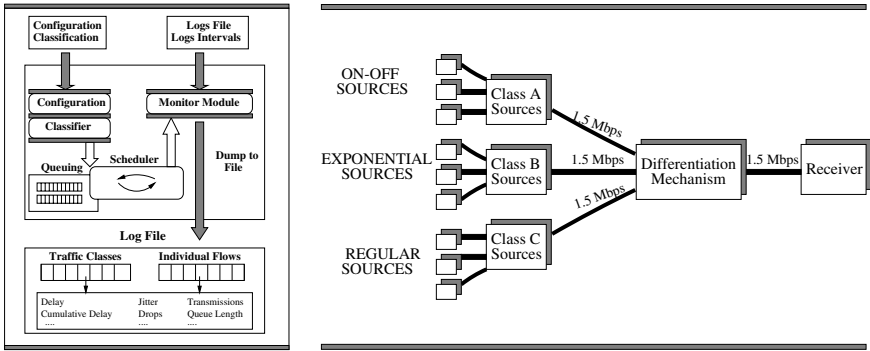 Configuration
Classification
Logs File
Logs Intervals
Configuration
Classifier
Monitor Module
Queuing
Scheduler
Dump to
File
Log File
Traffic Classes
Individual Flows
Delay
Jitter
Transmissions
Cumulative Delay
Drops
Queue Length
....
....
....
ON-OFF
SOURCES
Class A
Sources
1.5 Mbps
EXPONENTIAL
SOURCES
Class B
Sources
1.5 Mbps
Differentiation
Mechanism
1.5 Mbps
Receiver
1.5 Mbps
REGULAR
SOURCES
Class C
Sources